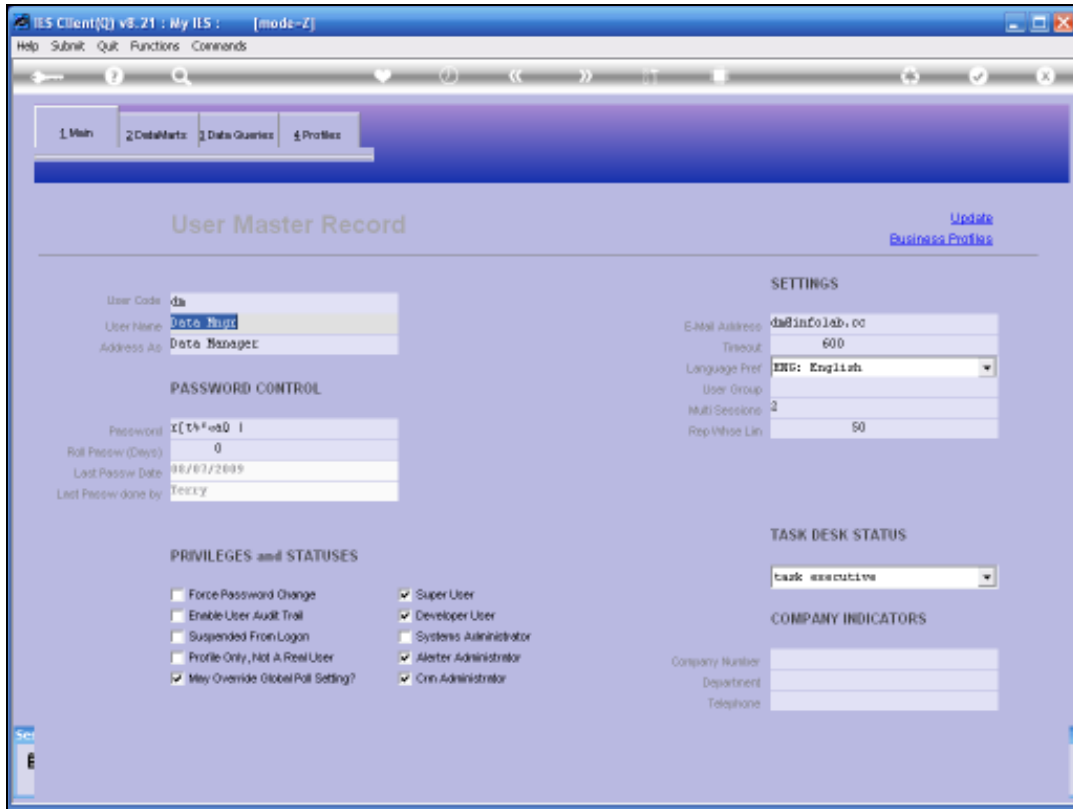 IES Client(Q) v8.21 : My IES : [mode=Z]
Help Submit Quit Functions Commands
1 Main 2 DataMarts 3 Data Queries 4 Profiles
User Master Record
Update
Business Profiles
SETTINGS
User Code dm
User Name Data Mngr
Address As Data Manager
E-Mail Address dm@infolab.cc
Timeout 600
Language Pref ENG: English
User Group
Multi Sessions 2
Rep Whse Lim 50
PASSWORD CONTROL
Password
Roll Passw (Days) 0
Last Passw Date 08/07/2009
Last Passw done by Terry
TASK DESK STATUS
task executive
PRIVILEGES and STATUSES
Force Password Change Super User
Enable User Audit Trail Developer User
Suspended From Logon Systems Administrator
Profile Only, Not A Real User Alerter Administrator
May Override Global Poll Setting? Crm Administrator
COMPANY INDICATORS
Company Number
Department
Telephone